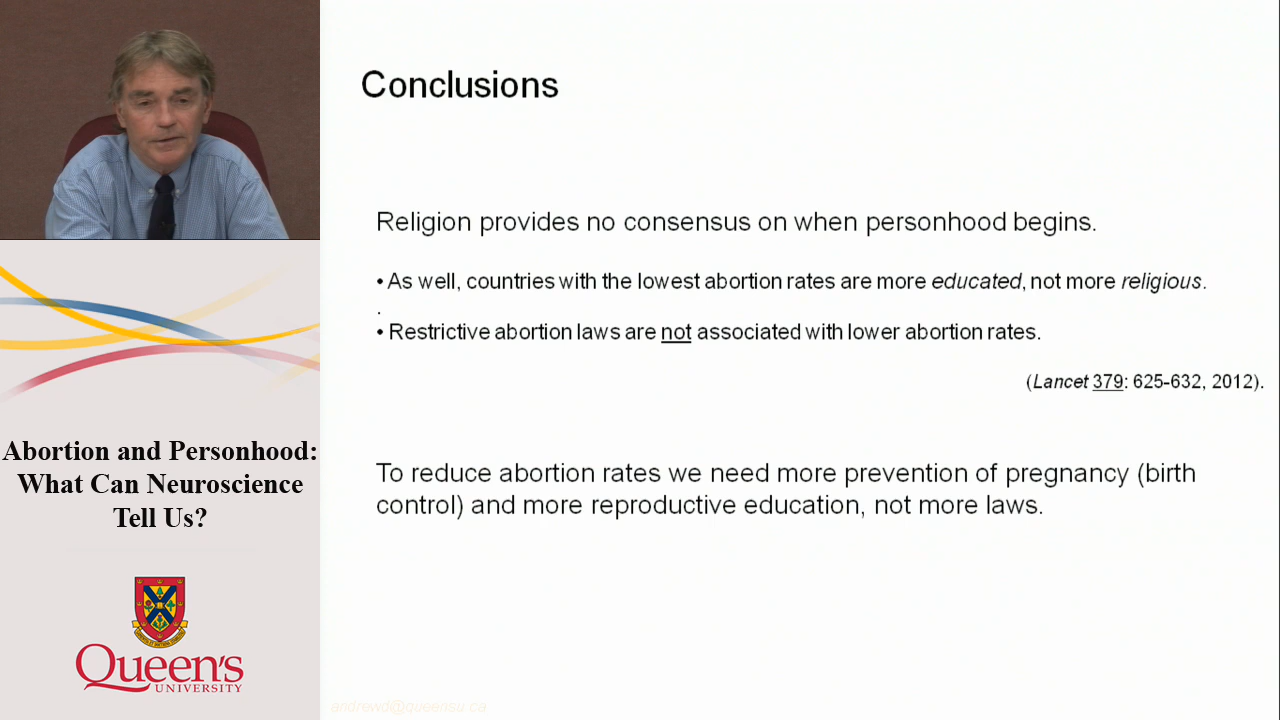 Conclusions
Religion provides no consensus on when personhood begins.
• As well, countries with the lowest abortion rates are more educated, not more religious.
.
• Restrictive abortion laws are not associated with lower abortion rates.
(Lancet 379: 625-632, 2012).
To reduce abortion rates we need more prevention of pregnancy (birth
control) and more reproductive education, not more laws.
Abortion and Personhood:
What Can Neuroscience
Tell Us?
Queen's
UNIVERSITY
andrewd@queensu.ca